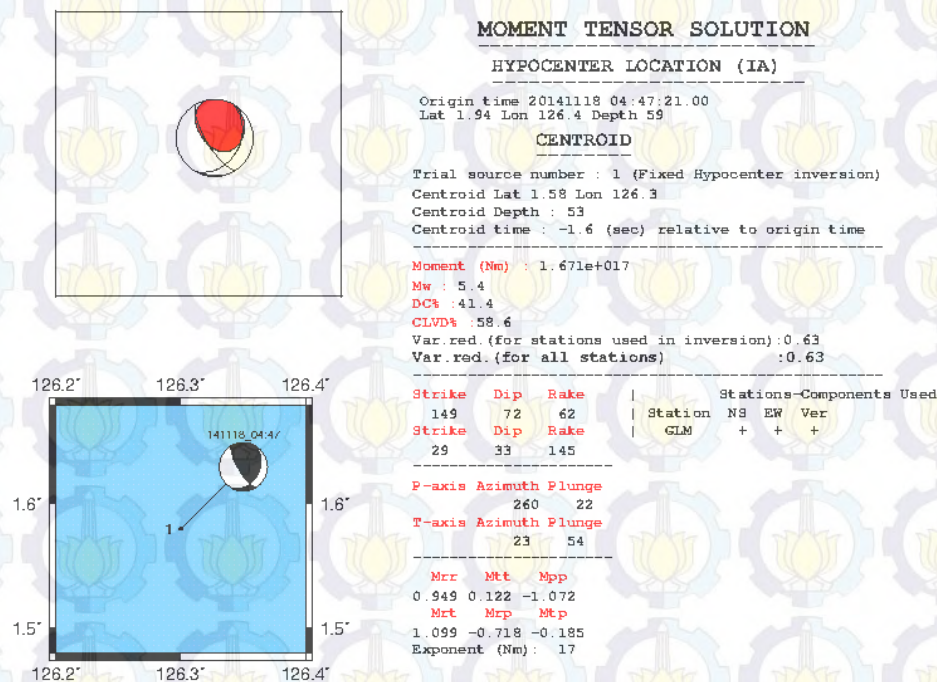 MOMENT TENSOR SOLUTION
HYPOCENTER LOCATION (IA)
Origin time 20141118 04:47:21.00
Lat 1.94 Lon 126.4 Depth 59
CENTROID
Trial source number : 1 (Fixed Hypocenter inversion)
Centroid Lat 1.58 Lon 126.3
Centroid Depth : 53
Centroid time : -1.6 (sec) relative to origin time
Moment (Nm) : 1.671e+017
Mw : 5.4
DC% :41.4
CLVD% :58.6
Var.red.(for stations used in inversion):0.63
Var.red.(for all stations) :0.63
Strike Dip Rake | Stations-Components Used
149 72 62 | Station NS EW Ver
Strike Dip Rake | GLM + + +
29 33 145
P-axis Azimuth Plunge
260 22
T-axis Azimuth Plunge
23 54
Mrr Mtt Mpp
0.949 0.122 -1.072
Mrt Mrp Mtp
1.099 -0.718 -0.185
Exponent (Nm): 17
126.2° 126.3° 126.4°
141118_04:47
1.6° 1.6°
1
1.5° 1.5°
126.2° 126.3° 126.4°